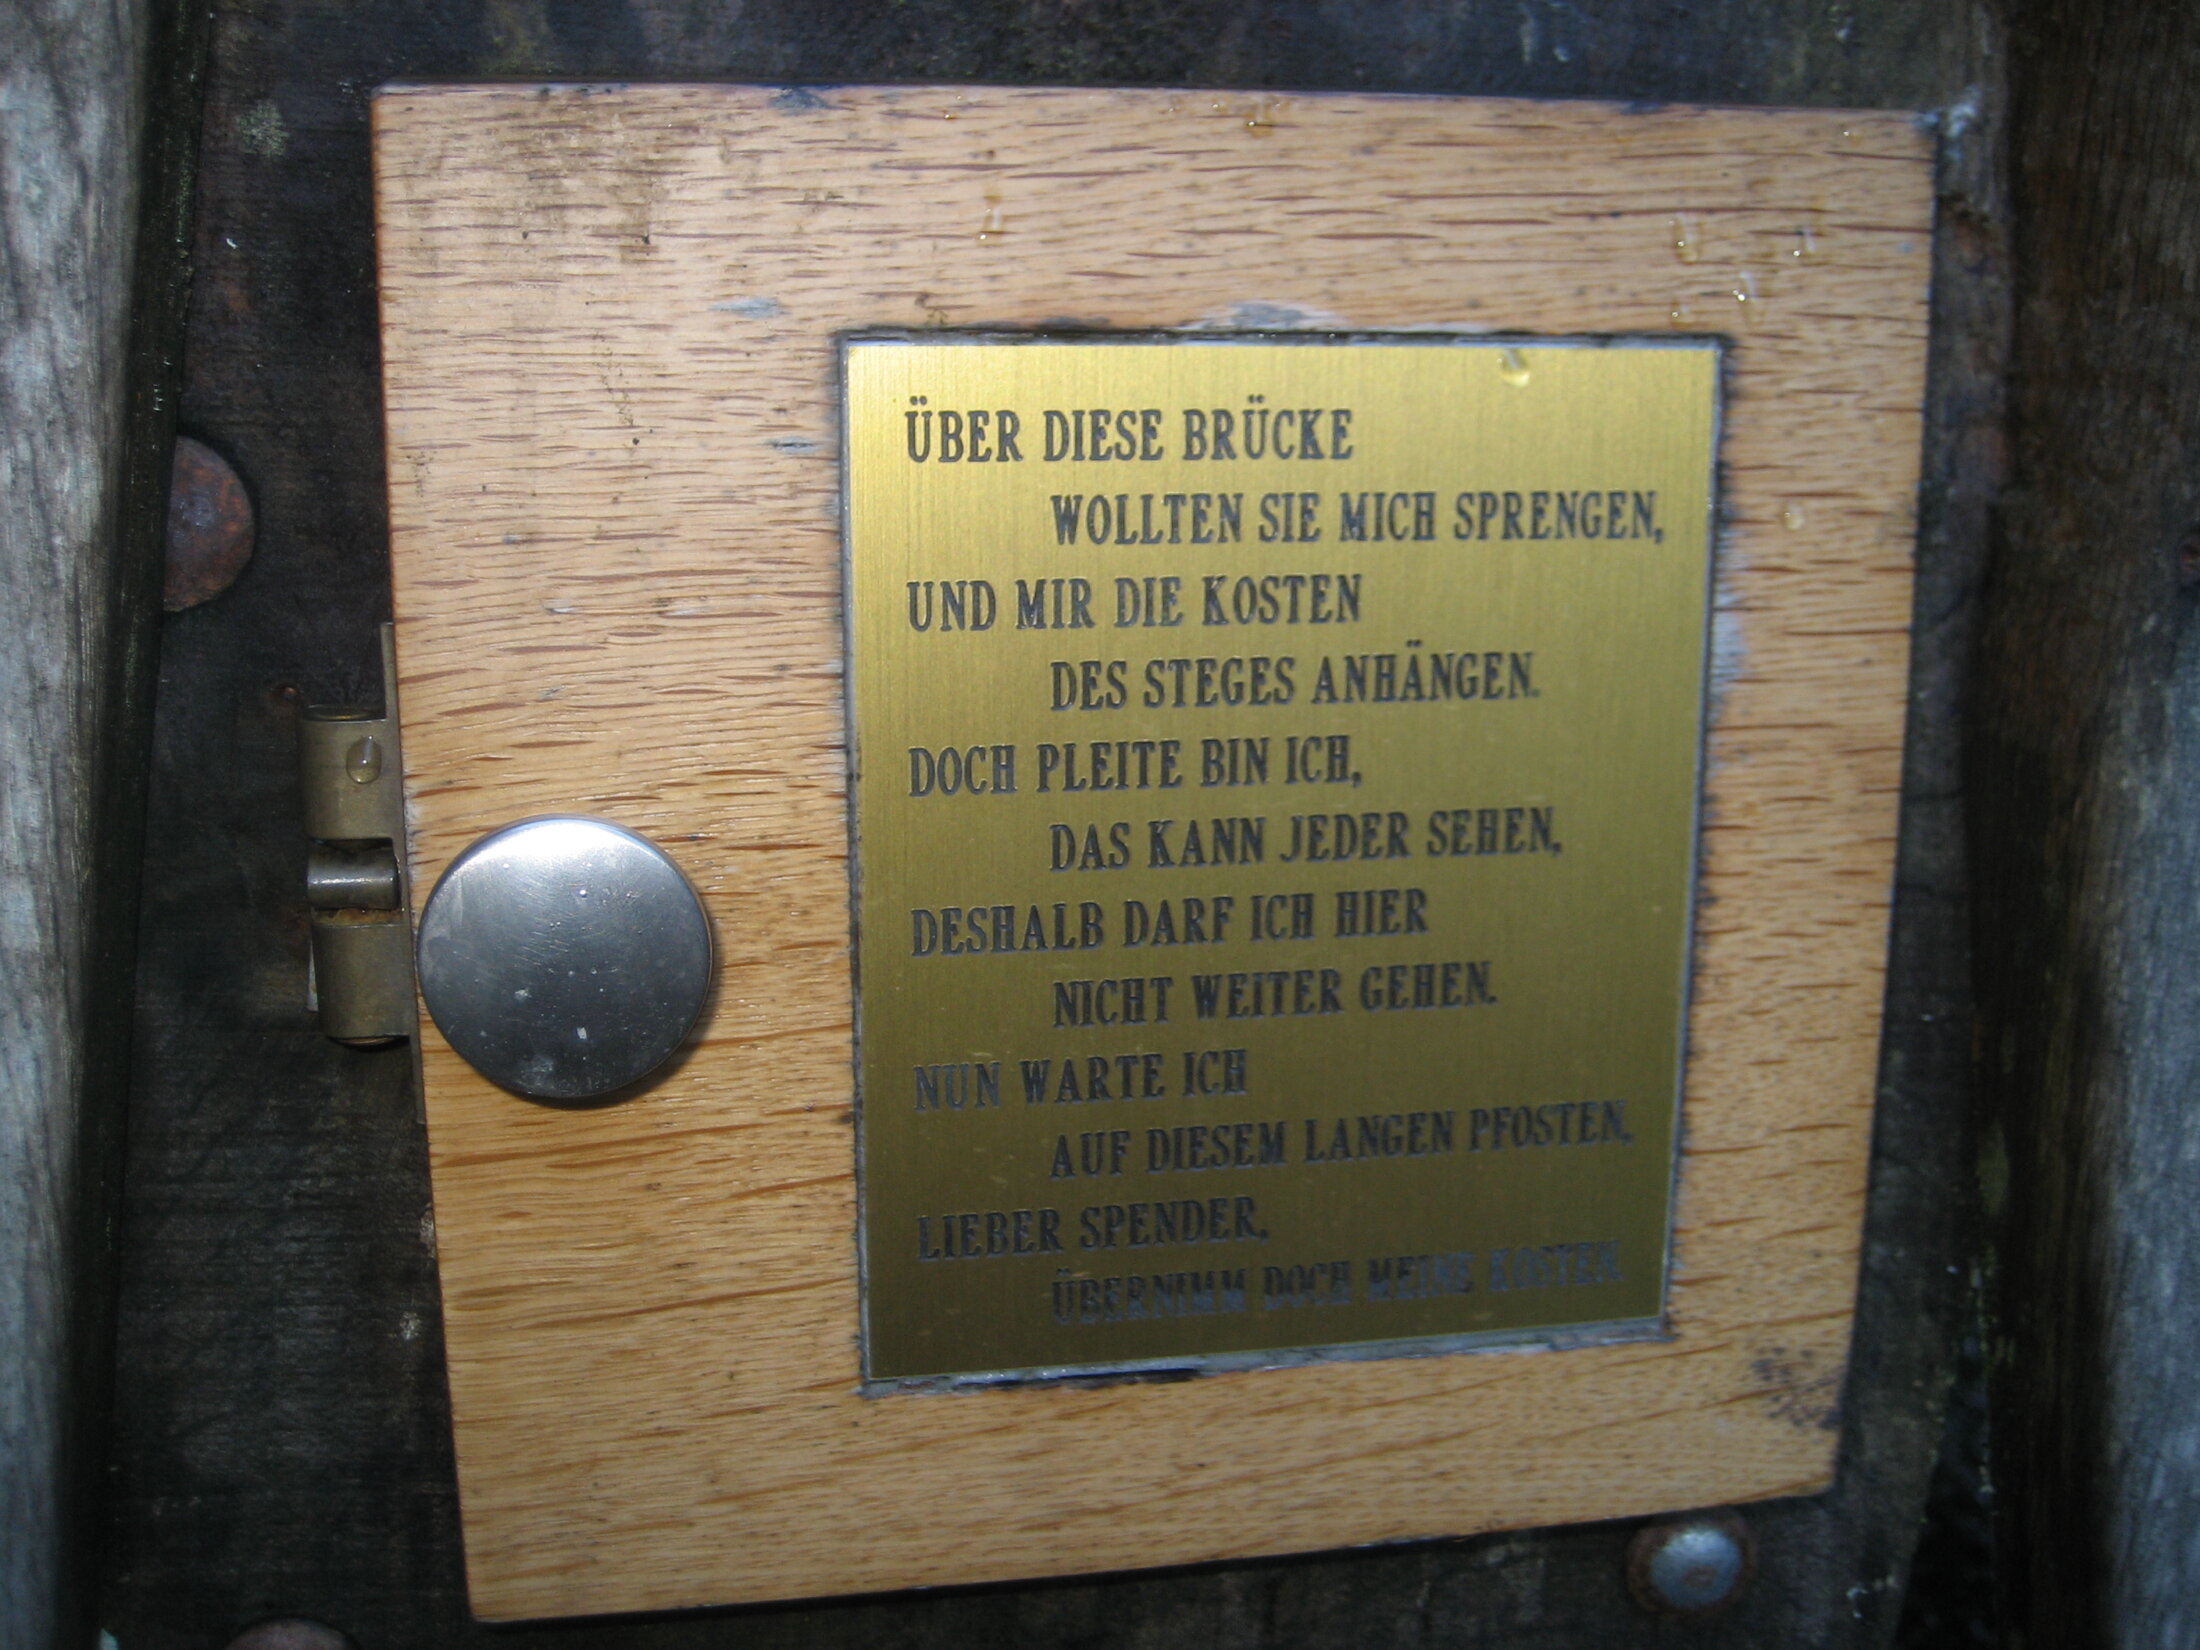 ÜBER DIESE BRÜCKE
WOLLTEN SIE MICH SPRENGEN,
UND MIR DIE KOSTEN
DES STEGES ANHÄNGEN.
DOCH PLEITE BIN ICH,
DAS KANN JEDER SEHEN,
DESHALB DARF ICH HIER
NICHT WEITER GEHEN.
NUN WARTE ICH
AUF DIESEM LANGEN PFOSTEN,
LIEBER SPENDER,
ÜBERNIMM DOCH MEINE KOSTEN.